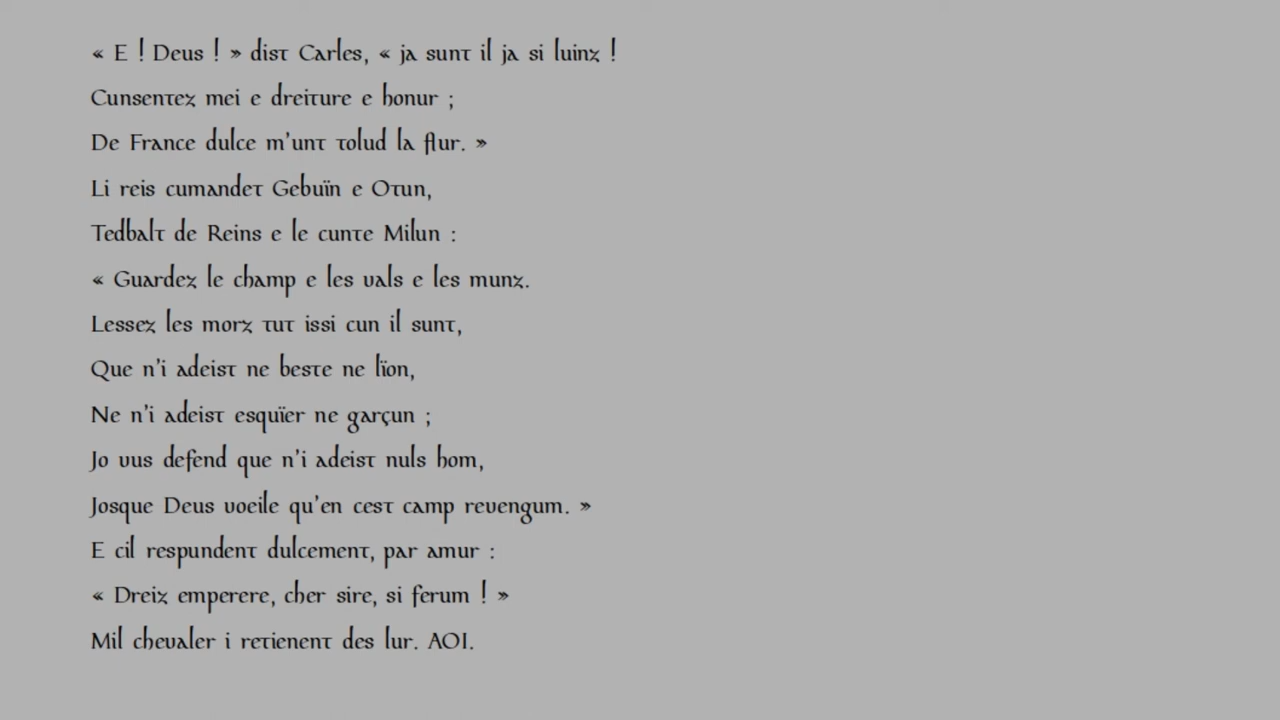 « E ! Deus ! » dist Carles, « ja sunt il ja si luinz !
Cunsentez mei e dreiture e honur ;
De France dulce m'unt tolud la flur. »
Li reis cumandet Gebuïn e Otun,
Tedbalt de Reins e le cunte Milun :
« Guardez le champ e les vals e les munz.
Lessez les morz tut issi cun il sunt,
Que n'i adeist ne beste ne lïon,
Ne n'i adeist esquïer ne garçun ;
Jo vus defend que n'i adeist nuls hom,
Josque Deus voeile qu'en cest camp revengum. »
E cil respundent dulcement, par amur :
« Dreiz emperere, cher sire, si ferum ! »
Mil chevaler i retienent des lur. AOI.